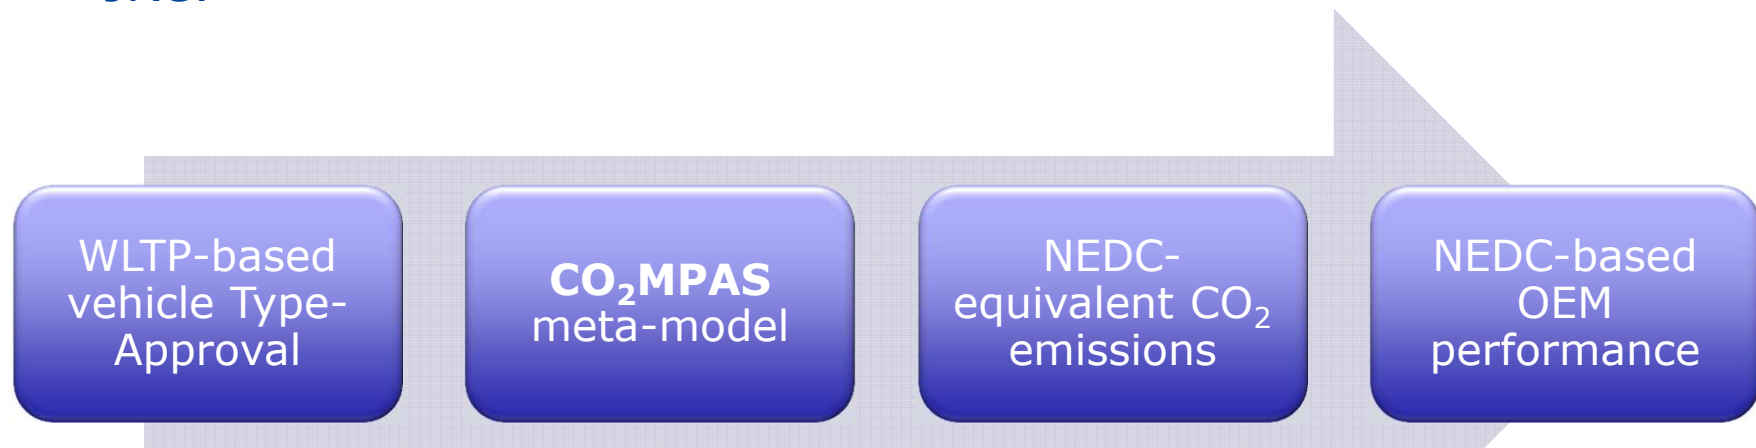 WLTP-based
vehicle Type-
Approval
CO₂MPAS
meta-model
NEDC-
equivalent CO₂
emissions
NEDC-based
OEM
performance